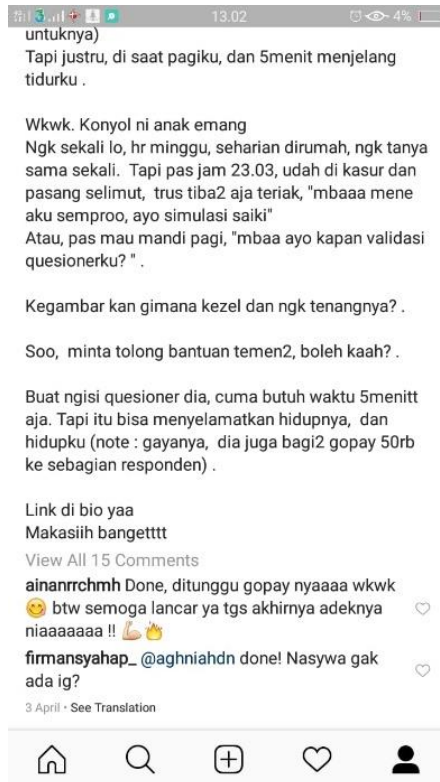 13.02
4%
untuknya)
Tapi justru, di saat pagiku, dan 5menit menjelang
tidurku .
Wkwk. Konyol ni anak emang
Ngk sekali lo, hr minggu, seharian dirumah, ngk tanya
sama sekali. Tapi pas jam 23.03, udah di kasur dan
pasang selimut, trus tiba2 aja teriak, "mbaaa mene
aku semproo, ayo simulasi saiki"
Atau, pas mau mandi pagi, "mbaa ayo kapan validasi
quesionerku? " .
Kegambar kan gimana kezel dan ngk tenangnya? .
Soo, minta tolong bantuan temen2, boleh kaah? .
Buat ngisi quesioner dia, cuma butuh waktu 5menitt
aja. Tapi itu bisa menyelamatkan hidupnya, dan
hidupku (note : gayanya, dia juga bagi2 gopay 50rb
ke sebagian responden) .
Link di bio yaa
Makasiih bangetttt
View All 15 Comments
ainanrrchmh Done, ditunggu gopay nyaaaa wkwk
😋 btw semoga lancar ya tgs akhirnya adeknya
niaaaaaaa !! 💪🔥
firmansyahap_ @aghniahdn done! Nasywa gak
ada ig?
3 April • See Translation